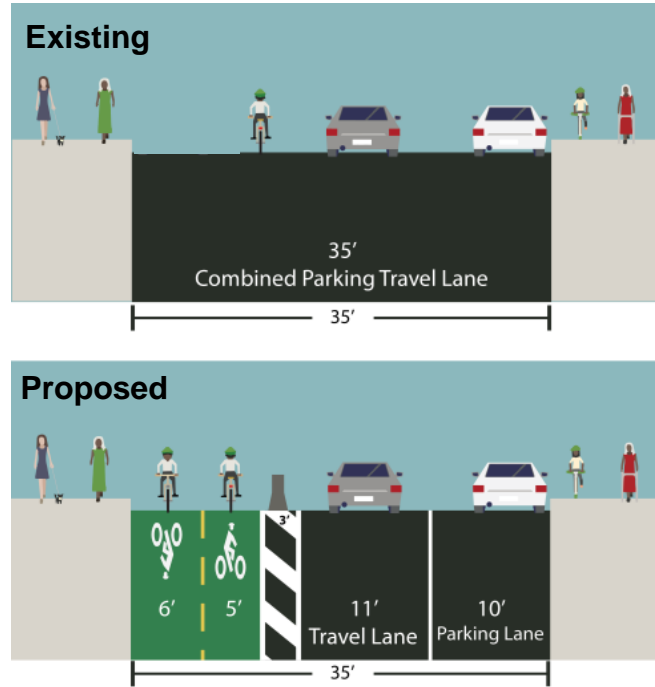 Existing
35’
Combined Parking Travel Lane
35’
Proposed
3’
6’
5’
11’
Travel Lane
10’
Parking Lane
35’